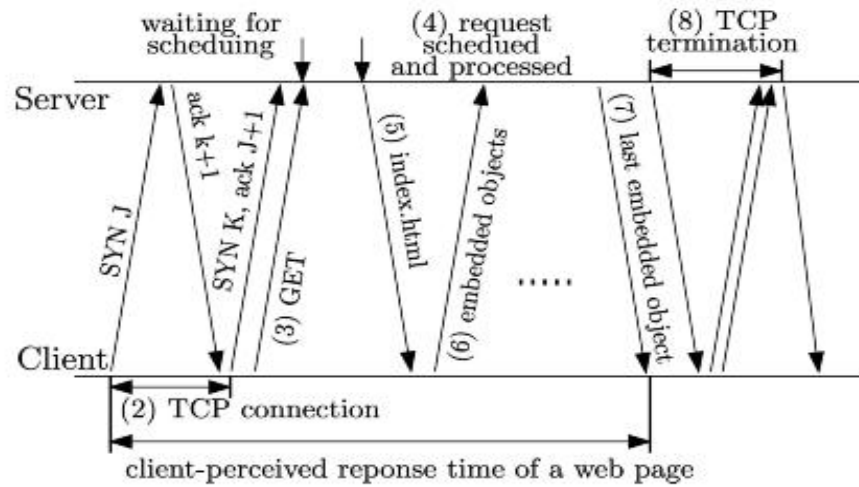 waiting for
scheduing
(4) request
schedued
and processed
(8) TCP
termination
Server
SYN J
ack k+1
SYN K, ack J+1
(3) GET
(5) index.html
(6) embedded objects
......
(7) last embedded object
Client
(2) TCP connection
client-perceived reponse time of a web page